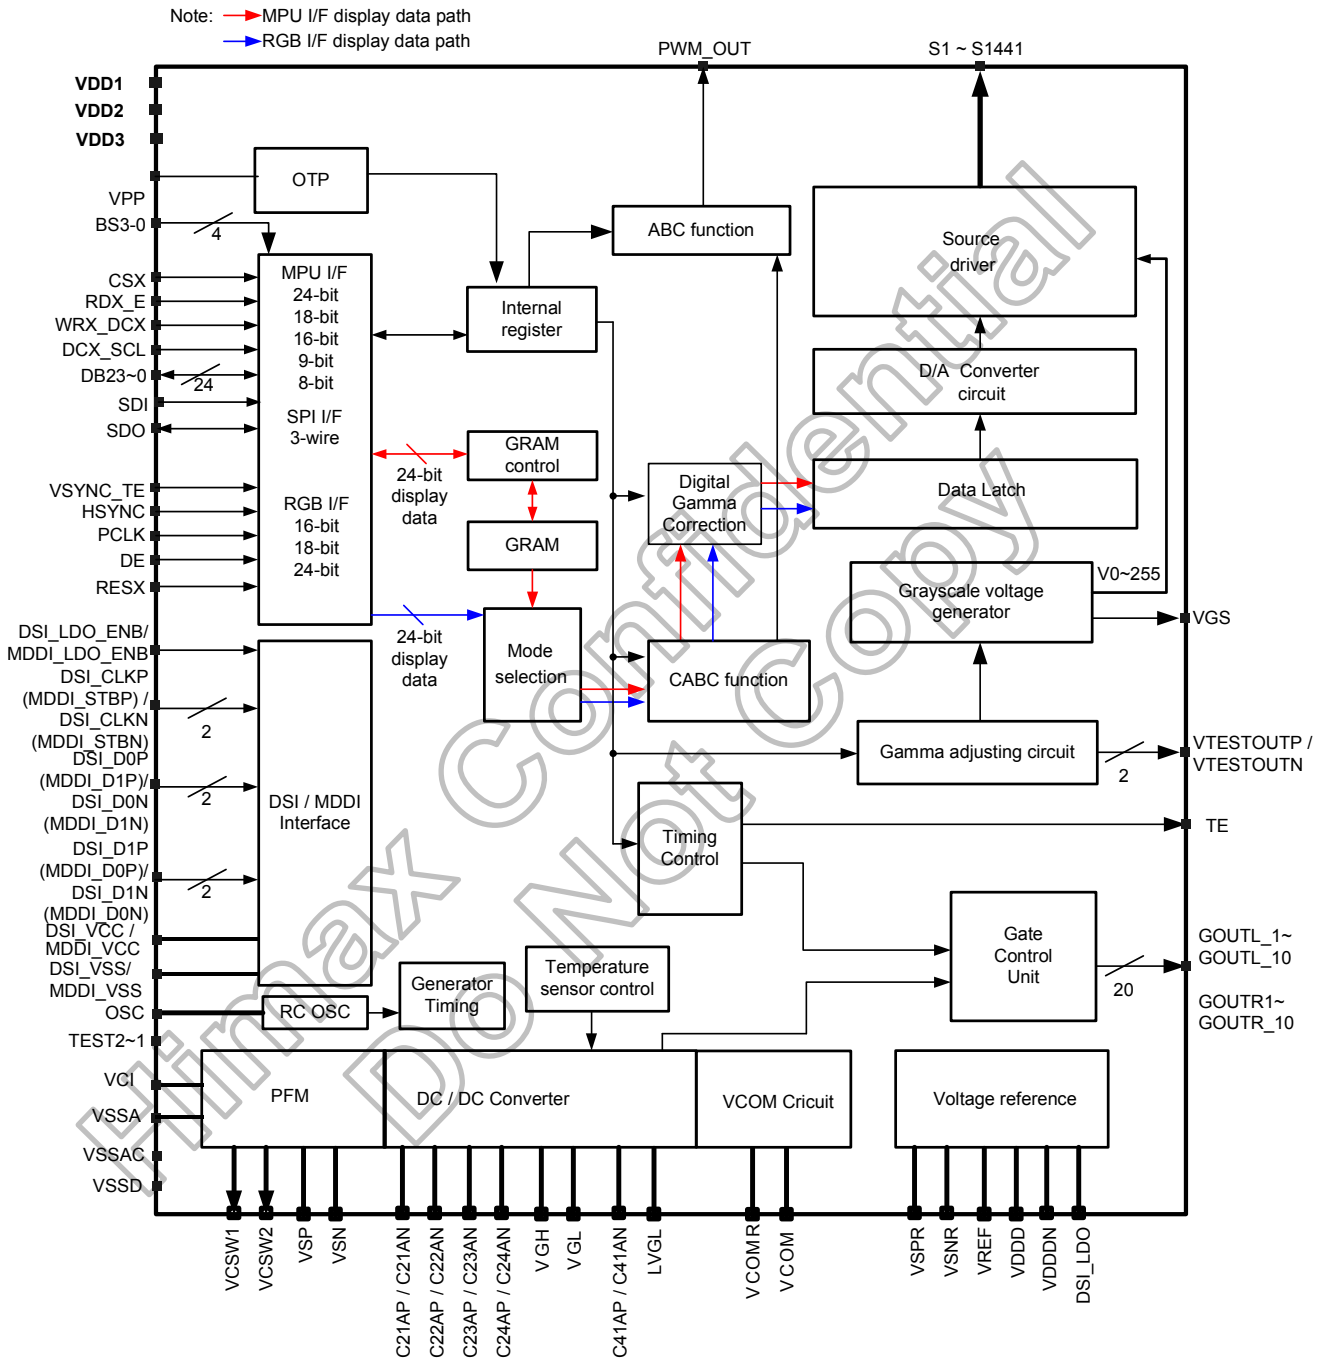 Note: MPU I/F display data path
RGB I/F display data path
PWM_OUT
S1 ~ S1441
VDD1
VDD2
VDD3
VPP
BS3-0
4
CSX
RDX_E
WRX_DCX
DCX_SCL
DB23~0
24
SDI
SDO
VSYNC_TE
HSYNC
PCLK
DE
RESX
DSI_LDO_ENB/
MDDI_LDO_ENB
DSI_CLKP
(MDDI_STBP) /
DSI_CLKN
(MDDI_STBN)
2
DSI_D0P
(MDDI_D1P)/
DSI_D0N
(MDDI_D1N)
2
DSI_D1P
(MDDI_D0P)/
DSI_D1N
(MDDI_D0N)
2
DSI_VCC /
MDDI_VCC
DSI_VSS/
MDDI_VSS
OSC
TEST2~1
VCI
VSSA
VSSAC
VSSD
OTP
MPU I/F
24-bit
18-bit
16-bit
9-bit
8-bit
SPI I/F
3-wire
RGB I/F
16-bit
18-bit
24-bit
DSI / MDDI
Interface
RC OSC
Generator
Timing
Temperature
sensor control
Internal
register
24-bit
display
data
GRAM
control
GRAM
24-bit
display
data
Mode
selection
ABC function
Digital
Gamma
Correction
CABC function
Timing
Control
Source
driver
D/A Converter
circuit
Data Latch
Grayscale voltage
generator
V0~255
Gamma adjusting circuit
2
Gate
Control
Unit
20
VGS
VTESTOUTP /
VTESTOUTN
TE
GOUTL_1~
GOUTL_10
GOUTR1~
GOUTR_10
PFM
DC / DC Converter
VCOM Cricuit
Voltage reference
VCSW1
VCSW2
VSP
VSN
C21AP / C21AN
C22AP / C22AN
C23AP / C23AN
C24AP / C24AN
VGH
VGL
C41AP / C41AN
LVGL
VCOMR
VCOM
VSPR
VSNR
VREF
VDDD
VDDDN
DSI_LDO
Himax Confidential
Do Not Copy